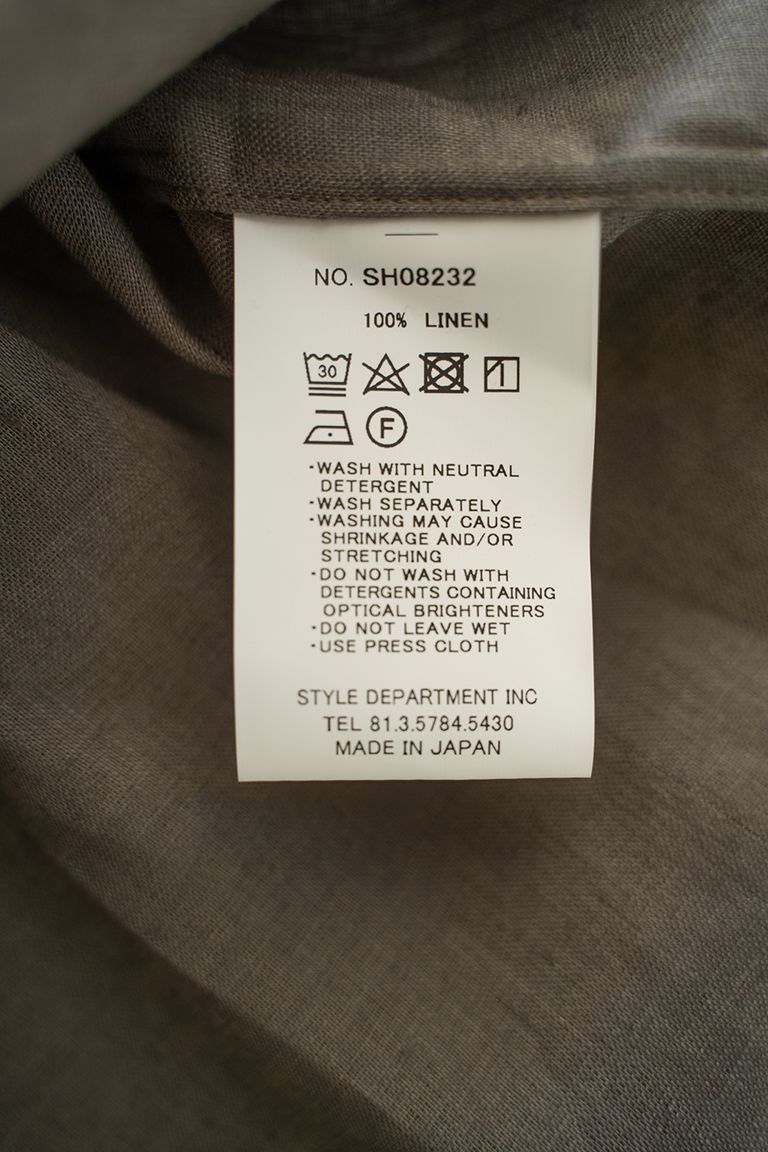 NO. SH08232
100% LINEN
30
F
·WASH WITH NEUTRAL
DETERGENT
·WASH SEPARATELY
·WASHING MAY CAUSE
SHRINKAGE AND/OR
STRETCHING
·DO NOT WASH WITH
DETERGENTS CONTAINING
OPTICAL BRIGHTENERS
·DO NOT LEAVE WET
·USE PRESS CLOTH
STYLE DEPARTMENT INC
TEL 81.3.5784.5430
MADE IN JAPAN